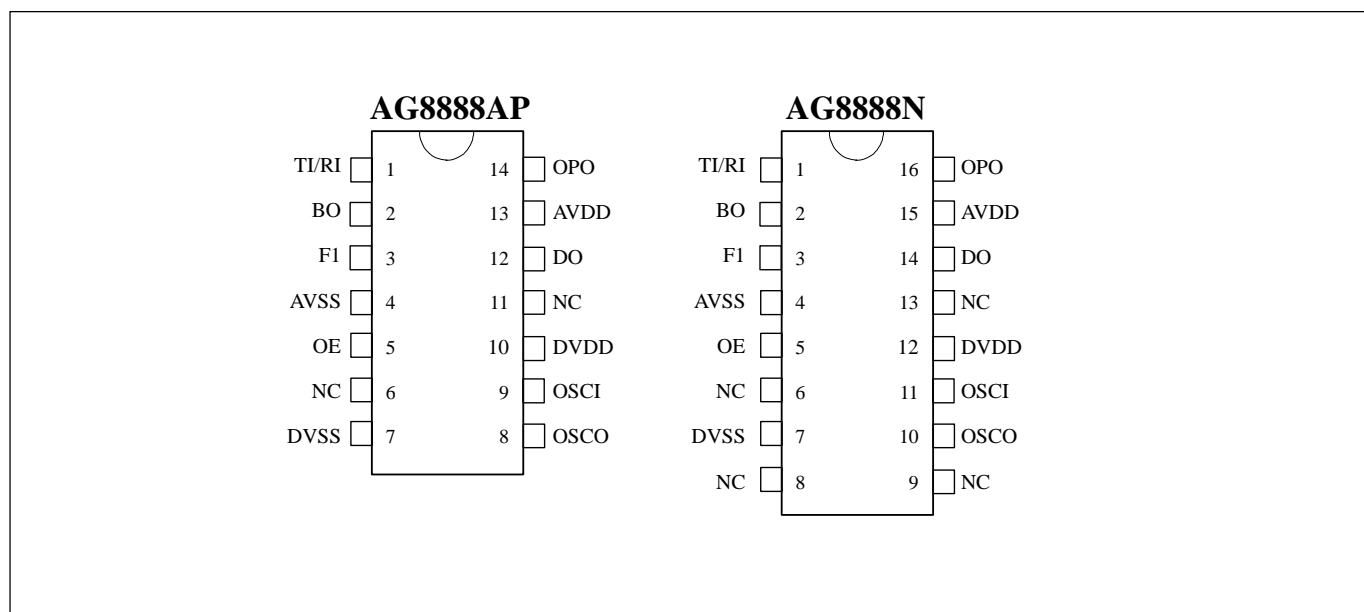 AG8888AP AG8888N
TI/RI 1 14 OPO TI/RI 1 16 OPO
BO 2 13 AVDD BO 2 15 AVDD
F1 3 12 DO F1 3 14 DO
AVSS 4 11 NC AVSS 4 13 NC
OE 5 10 DVDD OE 5 12 DVDD
NC 6 9 OSCI NC 6 11 OSCI
DVSS 7 8 OSCO DVSS 7 10 OSCO
NC 8 9 NC